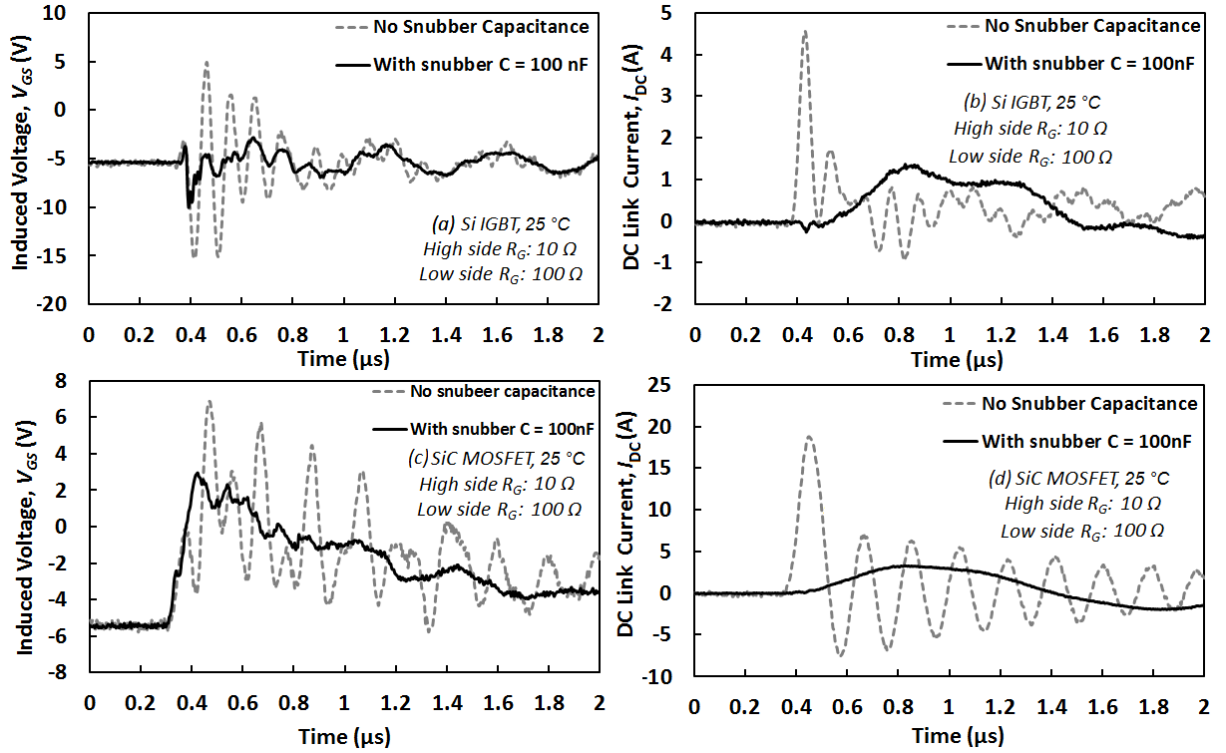 Induced Voltage, VGS (V)
10
5
0
-5
-10
-15
-20
No Snubber Capacitance
With snubber C = 100 nF
(a) Si IGBT, 25 °C
High side RG: 10 Ω
Low side RG: 100 Ω
0 0.2 0.4 0.6 0.8 1 1.2 1.4 1.6 1.8 2
Time (µs)
DC Link Current, IDC (A)
5
4
3
2
1
0
-1
-2
No Snubber Capacitance
With snubber C = 100nF
(b) Si IGBT, 25 °C
High side RG: 10 Ω
Low side RG: 100 Ω
0 0.2 0.4 0.6 0.8 1 1.2 1.4 1.6 1.8 2
Time (µs)
Induced Voltage, VGS (V)
8
6
4
2
0
-2
-4
-6
-8
No snubeer capacitance
With snubber C = 100nF
(c) SiC MOSFET, 25 °C
High side RG: 10 Ω
Low side RG: 100 Ω
0 0.2 0.4 0.6 0.8 1 1.2 1.4 1.6 1.8 2
Time (µs)
DC Link Current, IDC (A)
25
20
15
10
5
0
-5
-10
No Snubber Capacitance
With snubber C = 100nF
(d) SiC MOSFET, 25 °C
High side RG: 10 Ω
Low side RG: 100 Ω
0 0.2 0.4 0.6 0.8 1 1.2 1.4 1.6 1.8 2
Time (µs)